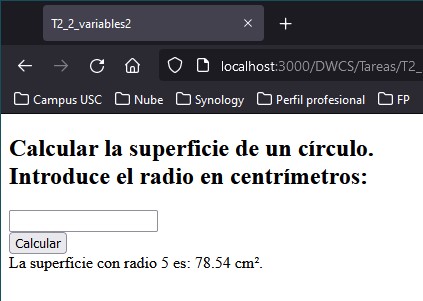 T2_2_variables2
localhost:3000/DWCS/Tareas/T2_
Campus USC Nube Synology Perfil profesional FP
Calcular la superficie de un círculo.
Introduce el radio en centrímetros:
Calcular
La superficie con radio 5 es: 78.54 cm².